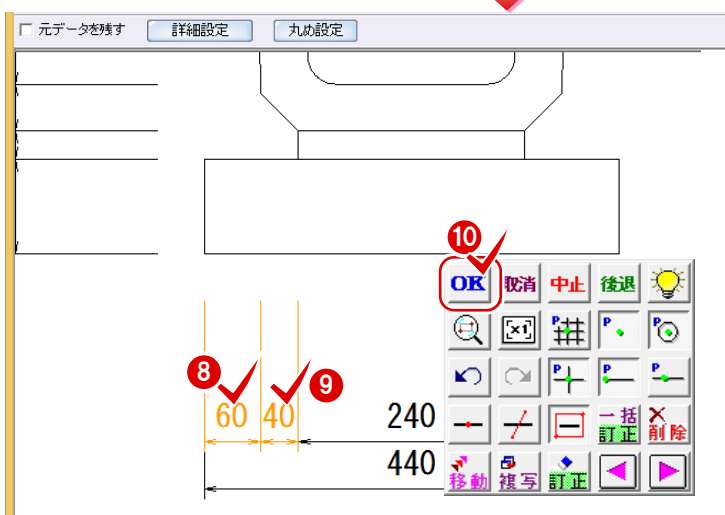 元データを残す 詳細設定 丸め設定
⑩
OK 取消 中止 後退
[×1] P P P
⑧ ⑨
P P P
60 40 240
一括訂正 削除
440
移動 複写 訂正